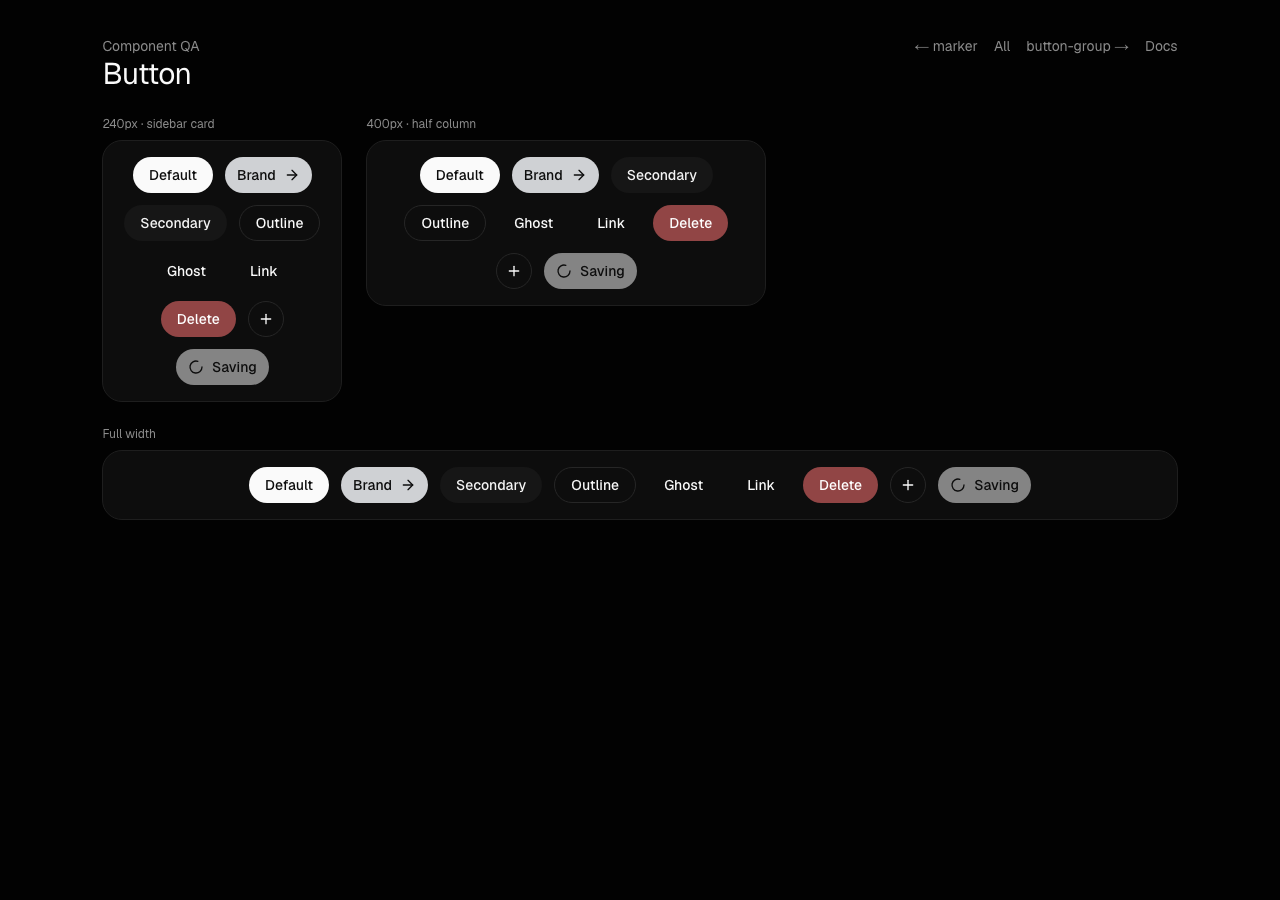 Component QA
← marker All button-group → Docs
Button
240px · sidebar card
Default Brand →
Secondary Outline
Ghost Link
Delete +
Saving
400px · half column
Default Brand → Secondary
Outline Ghost Link Delete
+ Saving
Full width
Default Brand → Secondary Outline Ghost Link Delete + Saving